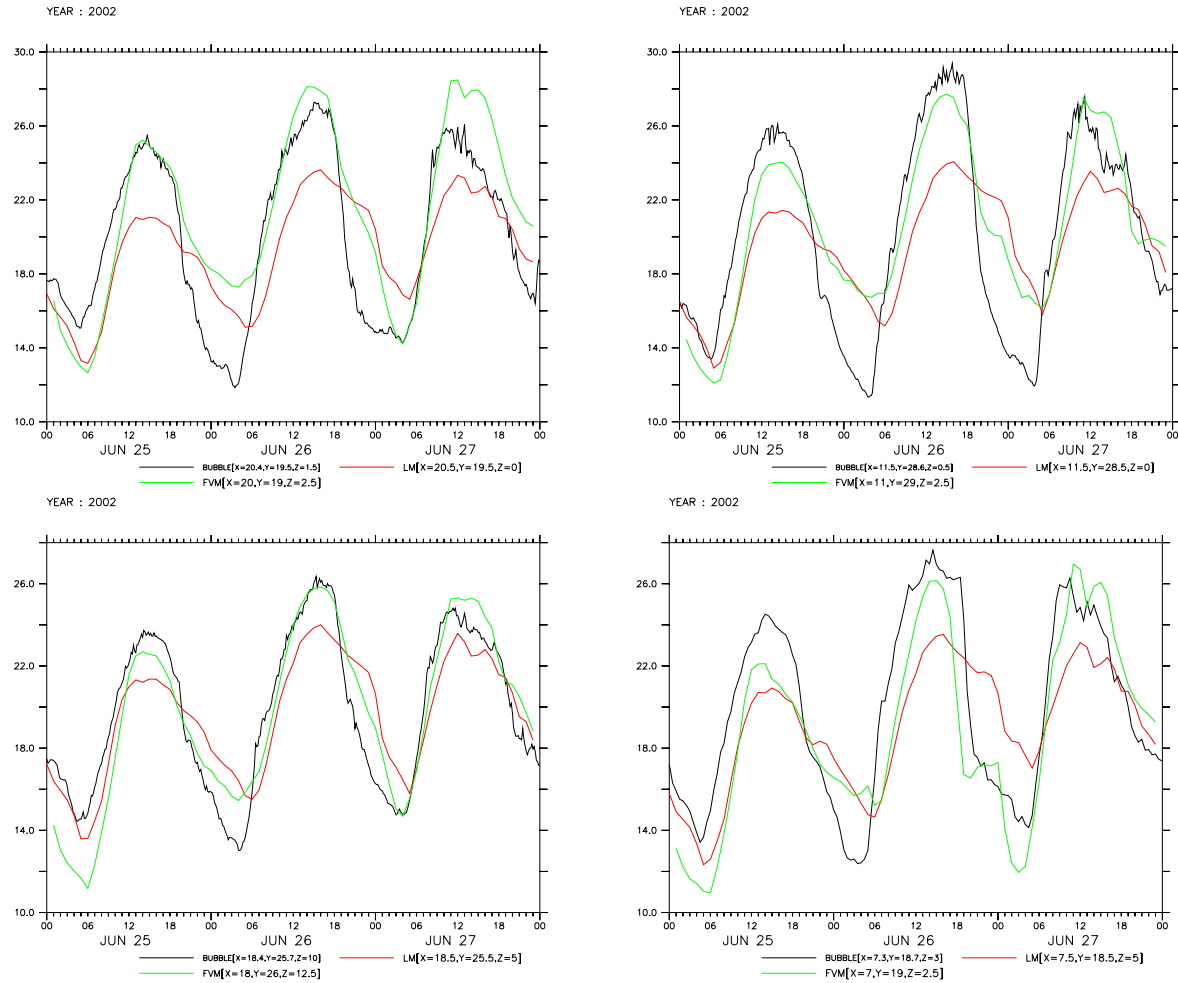 YEAR : 2002
30.0
26.0
22.0
18.0
14.0
10.0
00 06 12 18 00 06 12 18 00 06 12 18 00
JUN 25 JUN 26 JUN 27
BUBBLE[X=20.4,Y=19.5,Z=1.5] LM[X=20.5,Y=19.5,Z=0]
FVM[X=20,Y=19,Z=2.5]
YEAR : 2002
30.0
26.0
22.0
18.0
14.0
10.0
00 06 12 18 00 06 12 18 00 06 12 18 00
JUN 25 JUN 26 JUN 27
BUBBLE[X=11.5,Y=28.6,Z=0.5] LM[X=11.5,Y=28.5,Z=0]
FVM[X=11,Y=29,Z=2.5]
YEAR : 2002
26.0
22.0
18.0
14.0
10.0
00 06 12 18 00 06 12 18 00 06 12 18 00
JUN 25 JUN 26 JUN 27
BUBBLE[X=18.4,Y=25.7,Z=10] LM[X=18.5,Y=25.5,Z=5]
FVM[X=18,Y=26,Z=12.5]
YEAR : 2002
26.0
22.0
18.0
14.0
10.0
00 06 12 18 00 06 12 18 00 06 12 18 00
JUN 25 JUN 26 JUN 27
BUBBLE[X=7.3,Y=18.7,Z=3] LM[X=7.5,Y=18.5,Z=5]
FVM[X=7,Y=19,Z=2.5]